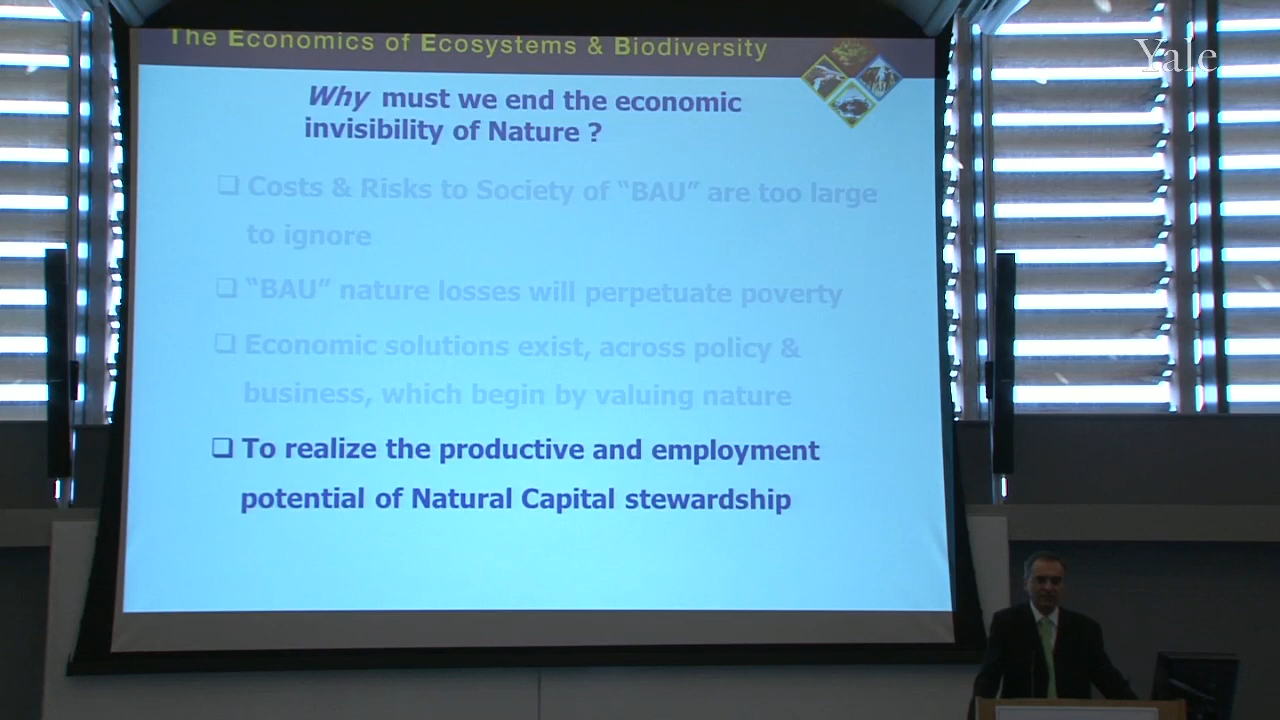 The Economics of Ecosystems & Biodiversity
Yale
Why must we end the economic
invisibility of Nature ?
❑ Costs & Risks to Society of “BAU” are too large
to ignore
❑ “BAU” nature losses will perpetuate poverty
❑ Economic solutions exist, across policy &
business, which begin by valuing nature
❑ To realize the productive and employment
potential of Natural Capital stewardship